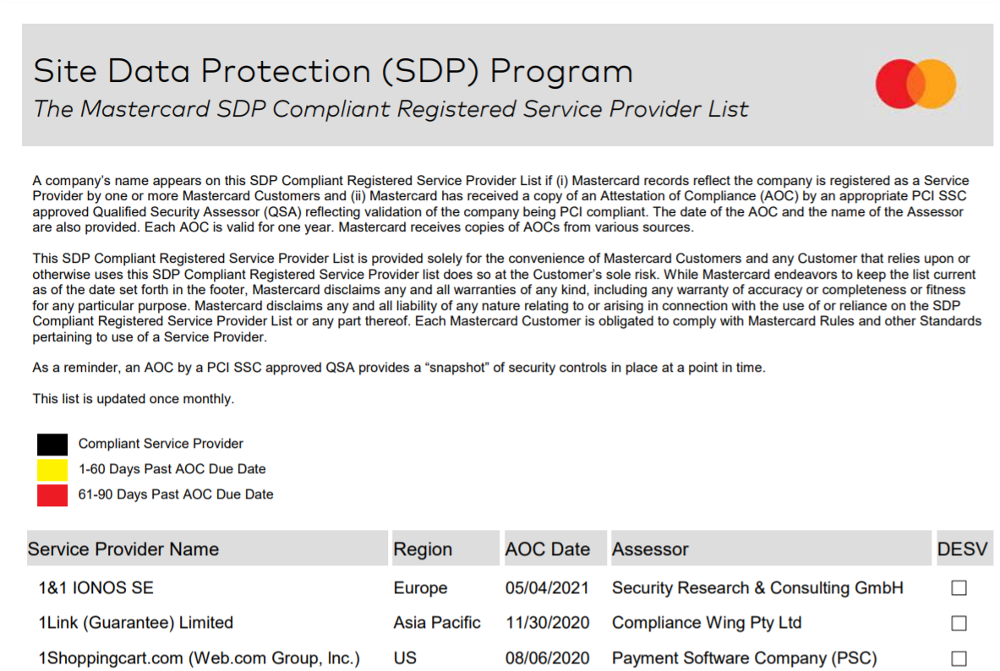 Site Data Protection (SDP) Program
The Mastercard SDP Compliant Registered Service Provider List
A company's name appears on this SDP Compliant Registered Service Provider List if (i) Mastercard records reflect the company is registered as a Service
Provider by one or more Mastercard Customers and (ii) Mastercard has received a copy of an Attestation of Compliance (AOC) by an appropriate PCI SSC
approved Qualified Security Assessor (QSA) reflecting validation of the company being PCI compliant. The date of the AOC and the name of the Assessor
are also provided. Each AOC is valid for one year. Mastercard receives copies of AOCs from various sources.
This SDP Compliant Registered Service Provider List is provided solely for the convenience of Mastercard Customers and any Customer that relies upon or
otherwise uses this SDP Compliant Registered Service Provider list does so at the Customer's sole risk. While Mastercard endeavors to keep the list current
as of the date set forth in the footer, Mastercard disclaims any and all warranties of any kind, including any warranty of accuracy or completeness or fitness
for any particular purpose. Mastercard disclaims any and all liability of any nature relating to or arising in connection with the use of or reliance on the SDP
Compliant Registered Service Provider List or any part thereof. Each Mastercard Customer is obligated to comply with Mastercard Rules and other Standards
pertaining to use of a Service Provider.
As a reminder, an AOC by a PCI SSC approved QSA provides a “snapshot” of security controls in place at a point in time.
This list is updated once monthly.
Compliant Service Provider
1-60 Days Past AOC Due Date
61-90 Days Past AOC Due Date
Service Provider Name Region AOC Date Assessor DESV
1&1 IONOS SE Europe 05/04/2021 Security Research & Consulting GmbH
1Link (Guarantee) Limited Asia Pacific 11/30/2020 Compliance Wing Pty Ltd
1Shoppingcart.com (Web.com Group, lnc.) US 08/06/2020 Payment Software Company (PSC)